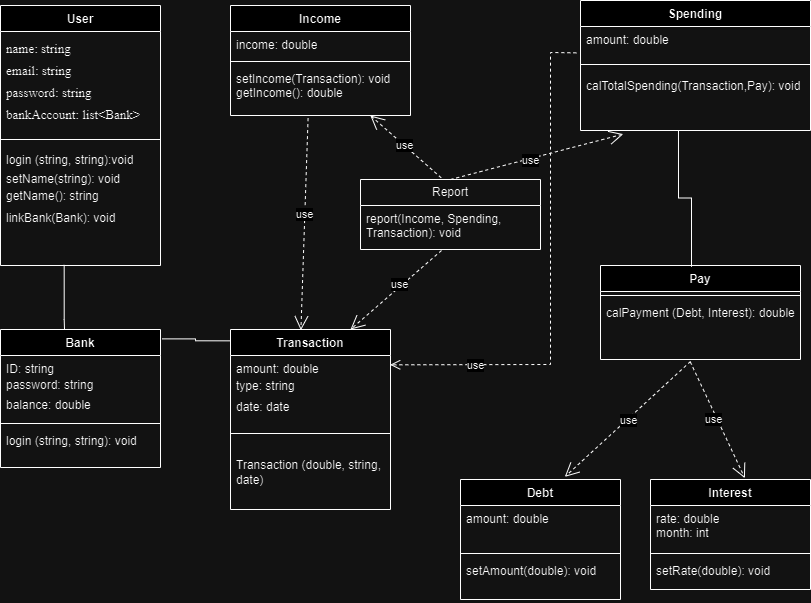 User
name: string
email: string
password: string
bankAccount: list<Bank>
login (string, string):void
setName(string): void
getName(): string
linkBank(Bank): void
Income
income: double
setIncome(Transaction): void
getIncome(): double
Spending
amount: double
calTotalSpending(Transaction,Pay): void
use
use
Report
report(Income, Spending,
Transaction): void
use
use
use
Bank
ID: string
password: string
balance: double
login (string, string): void
Transaction
amount: double
type: string
date: date
Transaction (double, string,
date)
Pay
calPayment (Debt, Interest): double
use
use
Debt
amount: double
setAmount(double): void
Interest
rate: double
month: int
setRate(double): void